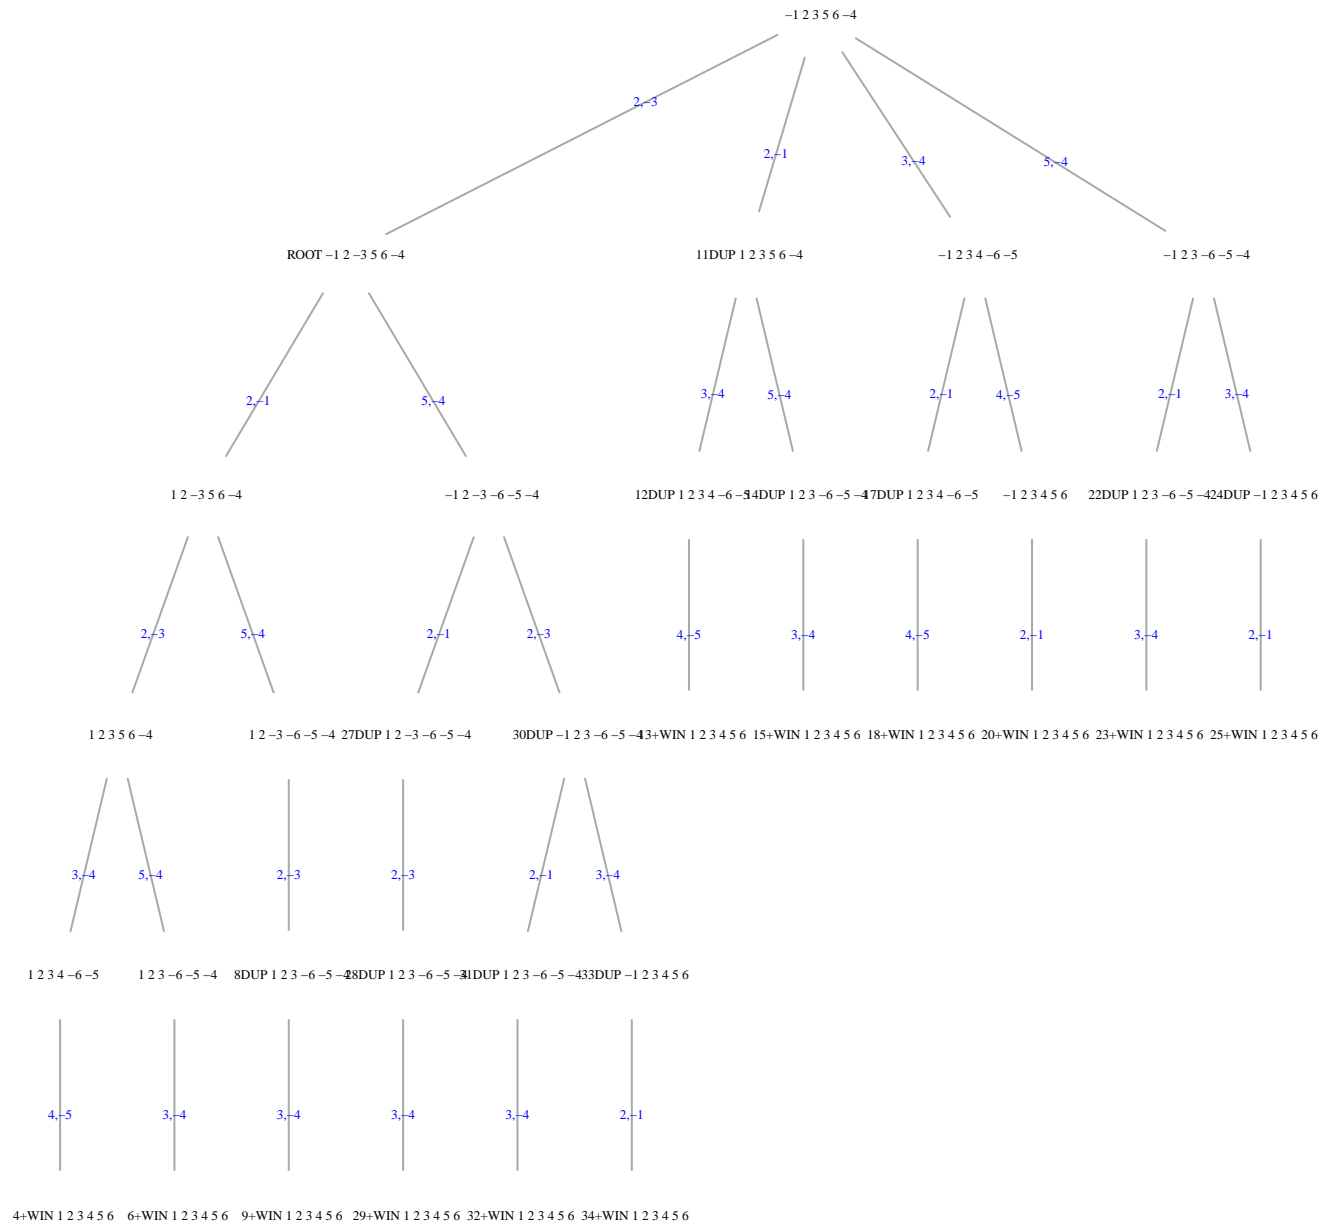 −1 2 3 5 6 −4
2,−3
2,−1
3,−4
5,−4
ROOT −1 2 −3 5 6 −4
11DUP 1 2 3 5 6 −4
−1 2 3 4 −6 −5
−1 2 3 −6 −5 −4
2,−1
5,−4
3,−4
5,−4
2,−1
4,−5
2,−1
3,−4
1 2 −3 5 6 −4
−1 2 −3 −6 −5 −4
12DUP 1 2 3 4 −6 −5
14DUP 1 2 3 −6 −5 −4
17DUP 1 2 3 4 −6 −5
−1 2 3 4 5 6
22DUP 1 2 3 −6 −5 −4
24DUP −1 2 3 4 5 6
2,−3
5,−4
2,−1
2,−3
4,−5
3,−4
4,−5
2,−1
3,−4
2,−1
1 2 3 5 6 −4
1 2 −3 −6 −5 −4
27DUP 1 2 −3 −6 −5 −4
30DUP −1 2 3 −6 −5 −4
13+WIN 1 2 3 4 5 6
15+WIN 1 2 3 4 5 6
18+WIN 1 2 3 4 5 6
20+WIN 1 2 3 4 5 6
23+WIN 1 2 3 4 5 6
25+WIN 1 2 3 4 5 6
3,−4
5,−4
2,−3
2,−3
2,−1
3,−4
1 2 3 4 −6 −5
1 2 3 −6 −5 −4
8DUP 1 2 3 −6 −5 −4
28DUP 1 2 3 −6 −5 −4
31DUP 1 2 3 −6 −5 −4
33DUP −1 2 3 4 5 6
4,−5
3,−4
3,−4
3,−4
3,−4
2,−1
4+WIN 1 2 3 4 5 6
6+WIN 1 2 3 4 5 6
9+WIN 1 2 3 4 5 6
29+WIN 1 2 3 4 5 6
32+WIN 1 2 3 4 5 6
34+WIN 1 2 3 4 5 6